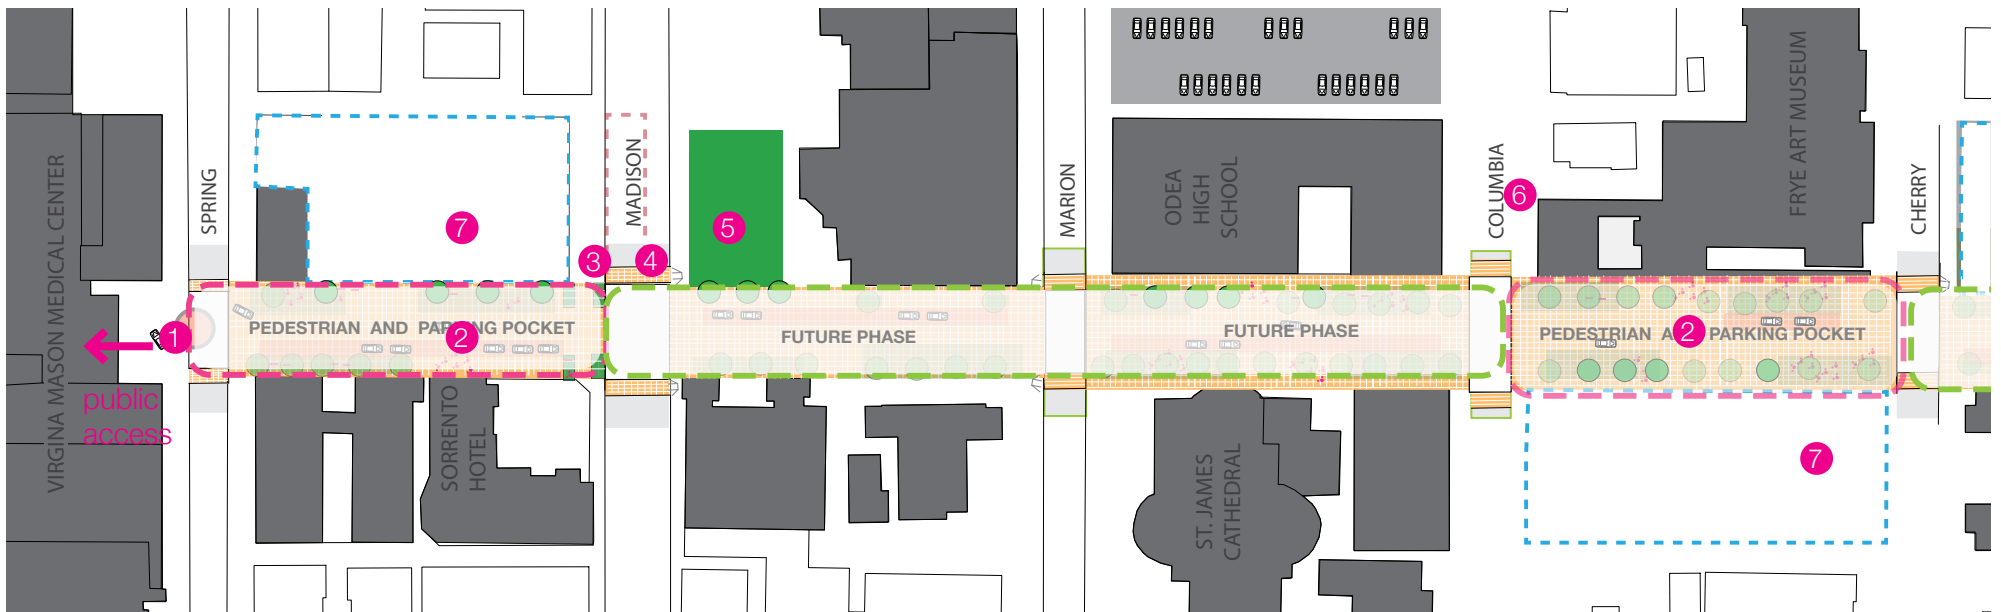 VIRGINA MASON MEDICAL CENTER
public
access
1
SPRING
7
PEDESTRIAN AND PARKING POCKET
2
SORRENTO
HOTEL
3
MADISON
4
5
FUTURE PHASE
MARION
ODEA
HIGH
SCHOOL
FUTURE PHASE
ST. JAMES
CATHEDRAL
COLUMBIA
6
FRYE ART MUSEUM
PEDESTRIAN A PARKING POCKET
2
7
CHERRY